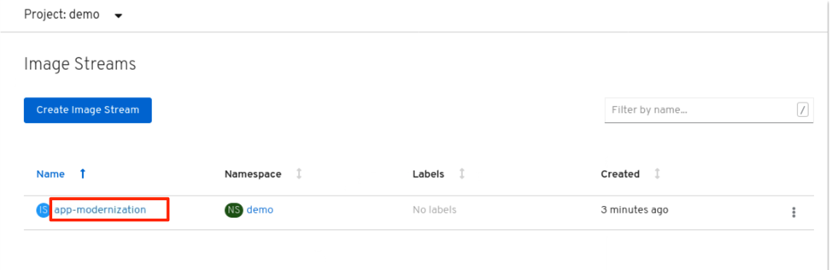 Project: demo
Image Streams
Create Image Stream
Filter by name...
/
Name Namespace Labels Created
IS app-modernization NS demo No labels 3 minutes ago